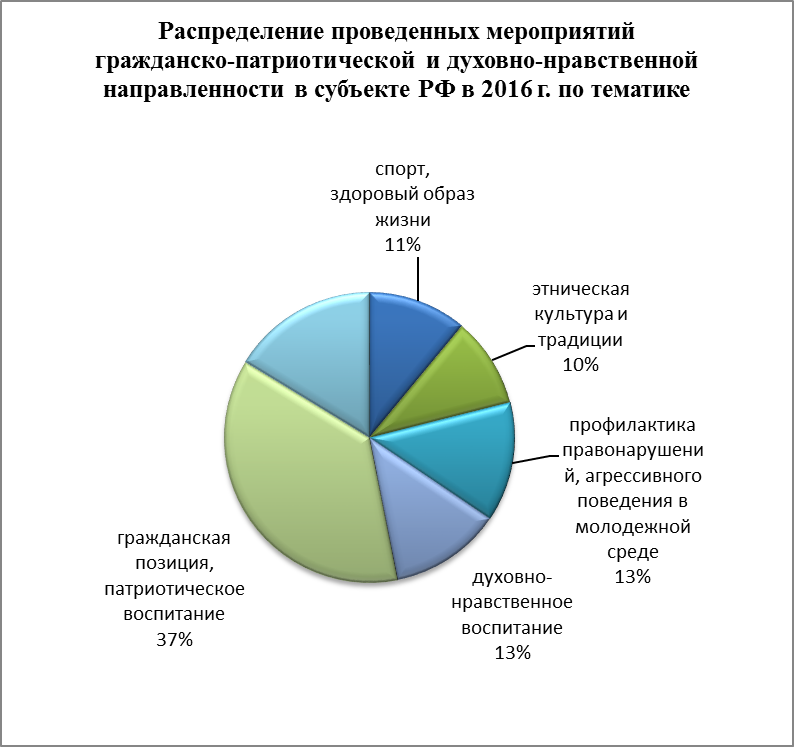 Распределение проведенных мероприятий
гражданско-патриотической и духовно-нравственной
направленности в субъекте РФ в 2016 г. по тематике
спорт,
здоровый образ
жизни
11%
этническая
культура и
традиции
10%
профилактика
правонарушени
й, агрессивного
поведения в
молодежной
среде
13%
духовно-
нравственное
воспитание
13%
гражданская
позиция,
патриотическое
воспитание
37%